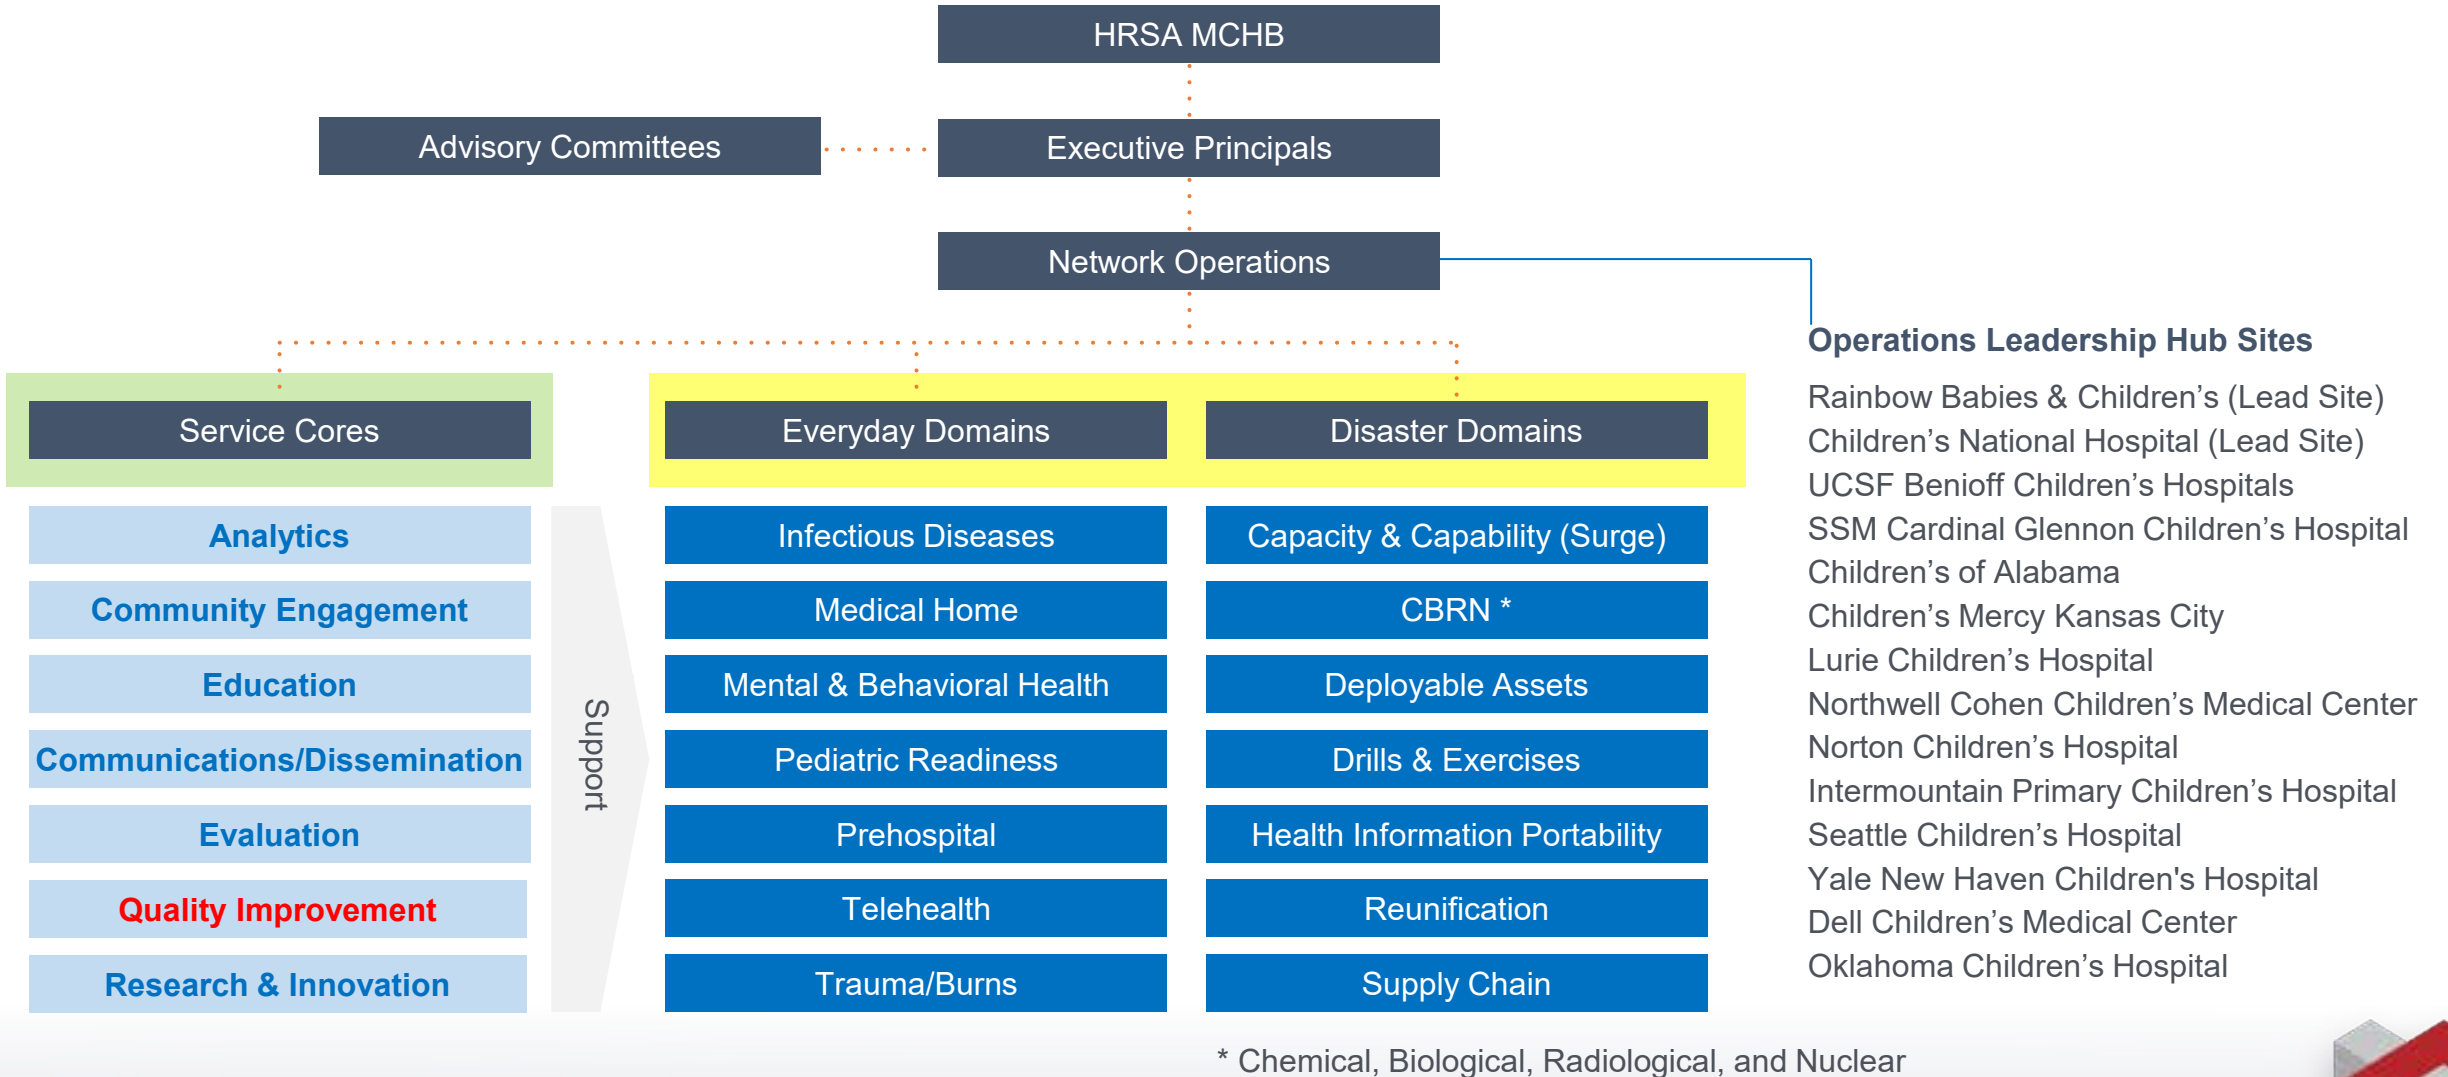 HRSA MCHB
Advisory Committees
Executive Principals
Network Operations
Service Cores
Analytics
Community Engagement
Education
Communications/Dissemination
Evaluation
Quality Improvement
Research & Innovation
Support
Everyday Domains
Infectious Diseases
Medical Home
Mental & Behavioral Health
Pediatric Readiness
Prehospital
Telehealth
Trauma/Burns
Disaster Domains
Capacity & Capability (Surge)
CBRN *
Deployable Assets
Drills & Exercises
Health Information Portability
Reunification
Supply Chain
Operations Leadership Hub Sites
Rainbow Babies & Children’s (Lead Site)
Children’s National Hospital (Lead Site)
UCSF Benioff Children’s Hospitals
SSM Cardinal Glennon Children’s Hospital
Children’s of Alabama
Children’s Mercy Kansas City
Lurie Children’s Hospital
Northwell Cohen Children’s Medical Center
Norton Children’s Hospital
Intermountain Primary Children’s Hospital
Seattle Children’s Hospital
Yale New Haven Children's Hospital
Dell Children’s Medical Center
Oklahoma Children’s Hospital
* Chemical, Biological, Radiological, and Nuclear